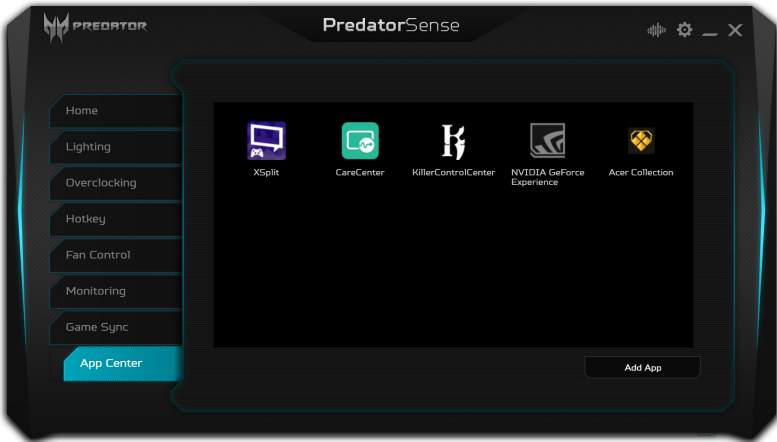 PREDATOR
PredatorSense
Home
Lighting
Overclocking
Hotkey
Fan Control
Monitoring
Game Sync
App Center
XSplit
CareCenter
KillerControlCenter
NVIDIA GeForce
Experience
Acer Collection
Add App